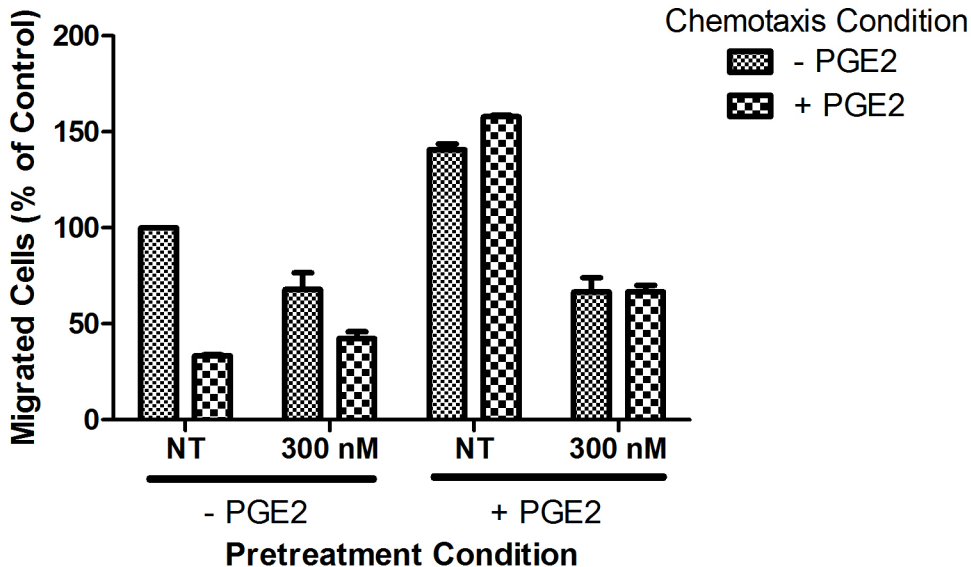 Chemotaxis Condition
- PGE2
+ PGE2
Migrated Cells (% of Control)
200
150
100
50
0
NT 300 nM NT 300 nM
- PGE2 + PGE2
Pretreatment Condition